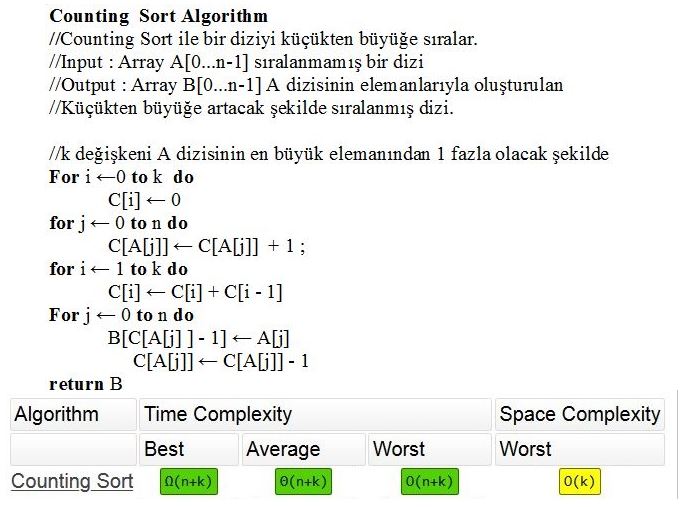 Counting Sort Algorithm
//Counting Sort ile bir diziyi küçükten büyüğe sıralar.
//Input : Array A[0...n-1] sıralanmamış bir dizi
//Output : Array B[0...n-1] A dizisinin elemanlarıyla oluşturulan
//Küçükten büyüğe artacak şekilde sıralanmış dizi.
//k değişkeni A dizisinin en büyük elemanından 1 fazla olacak şekilde
For i ←0 to k do
C[i] ← 0
for j ← 0 to n do
C[A[j]] ← C[A[j]] + 1 ;
for i ← 1 to k do
C[i] ← C[i] + C[i - 1]
For j ← 0 to n do
B[C[A[j] ] - 1] ← A[j]
C[A[j]] ← C[A[j]] - 1
return B
Algorithm Time Complexity Space Complexity
Best Average Worst Worst
Counting Sort Ω(n+k) Θ(n+k) O(n+k) O(k)